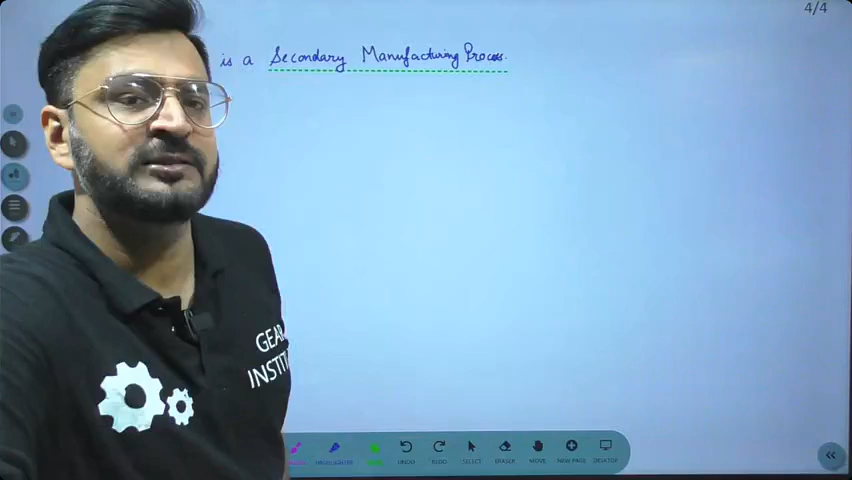 4/4
is a Secondary Manufacturing Process.
GEAR
INSTIT
UNDO
REDO
SELECT
ERASER
MOVE
NEW PAGE
DESKTOP